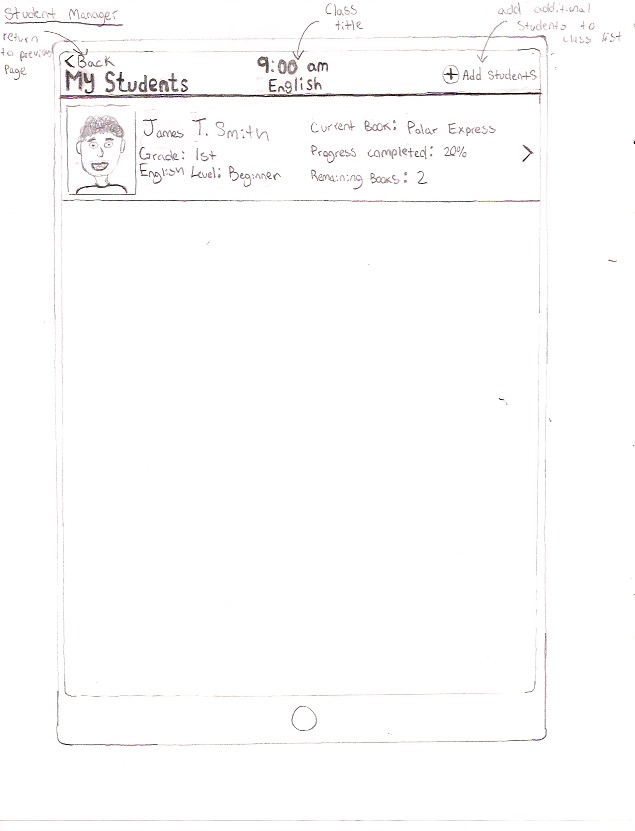 Student Manager
return
to previous
Page
Class
title
add additional
Students to
class list
<Back
My Students
9:00 am
English
+ Add Students
James T. Smith
Grade: 1st
English Level: Beginner
Current Book: Polar Express
Progress completed: 20%
Remaining Books: 2
>